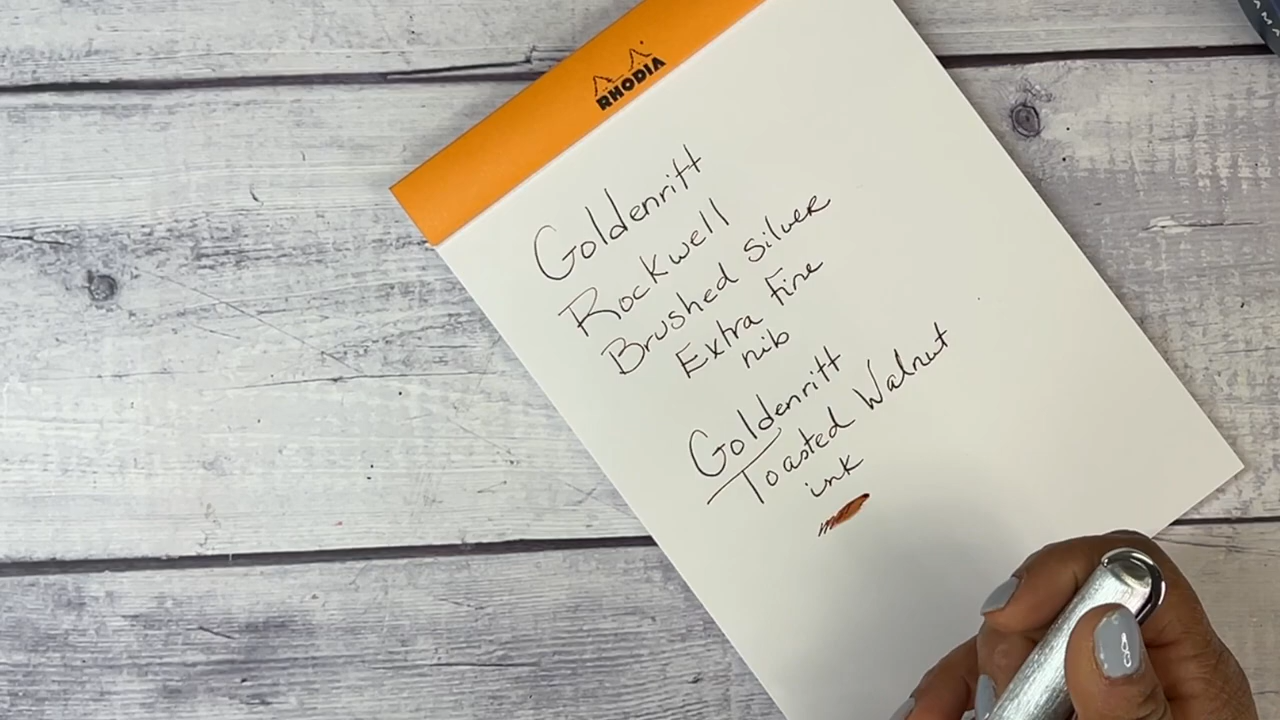 RHODIA
Goldenritt
Rockwell
Brushed Silver
Extra Fine
nib
Goldenritt
Toasted Walnut
ink